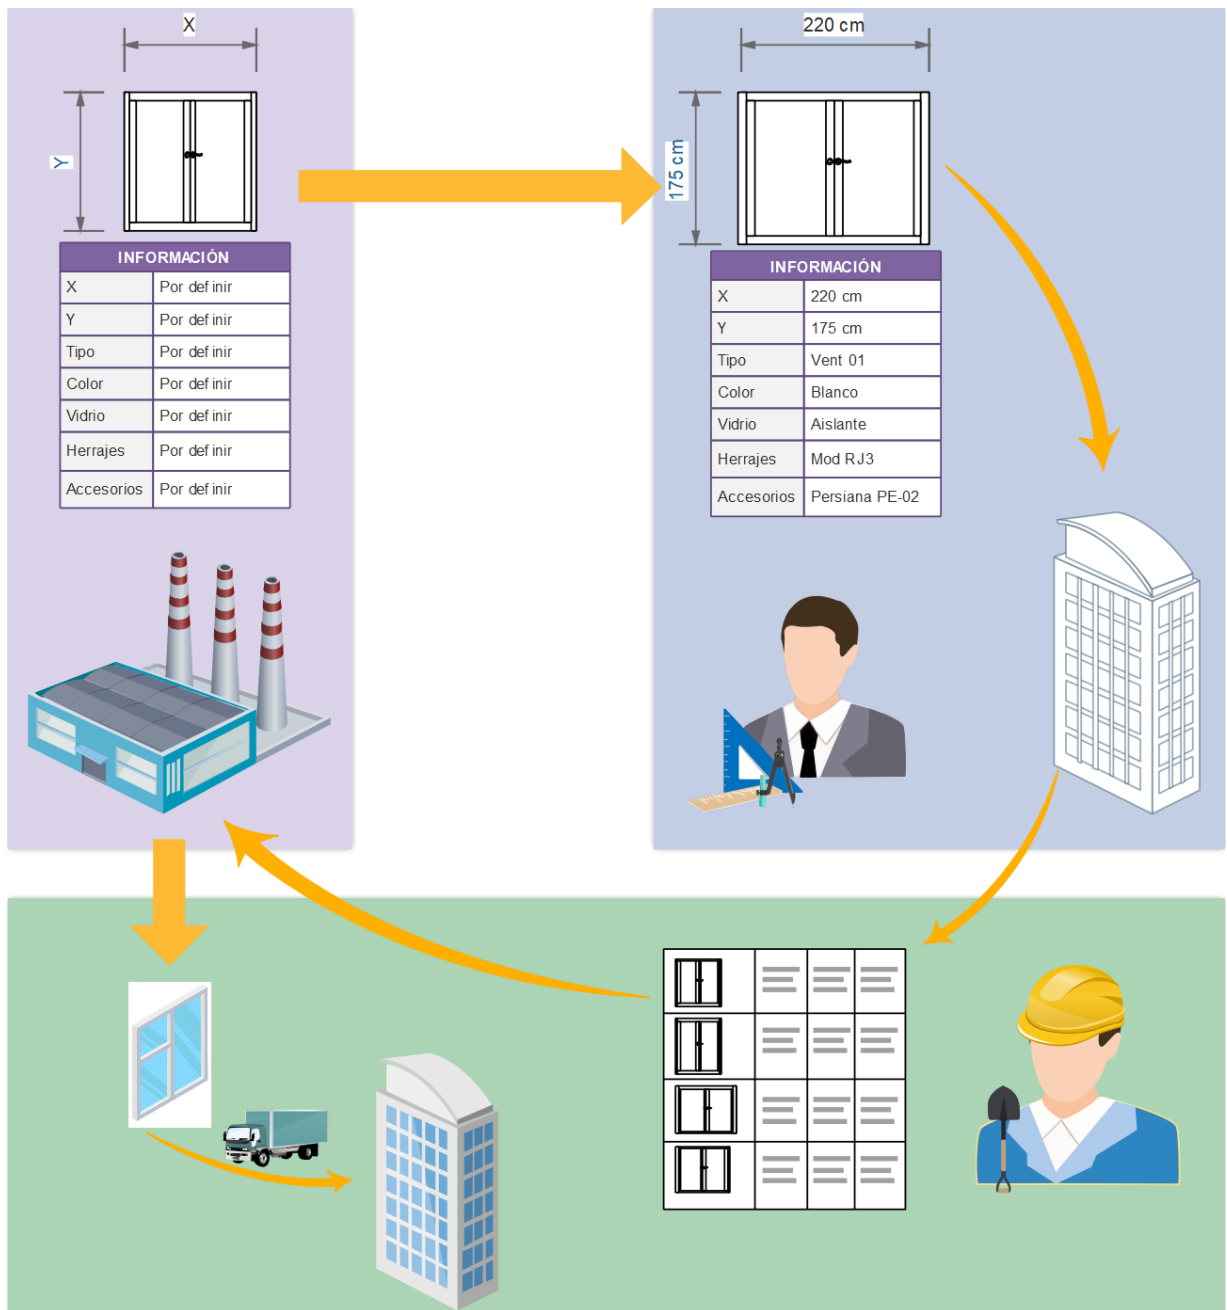 X
Y
INFORMACIÓN
X Por definir
Y Por definir
Tipo Por definir
Color Por definir
Vidrio Por definir
Herrajes Por definir
Accesorios Por definir
220 cm
175 cm
INFORMACIÓN
X 220 cm
Y 175 cm
Tipo Vent 01
Color Blanco
Vidrio Aislante
Herrajes Mod RJ3
Accesorios Persiana PE-02